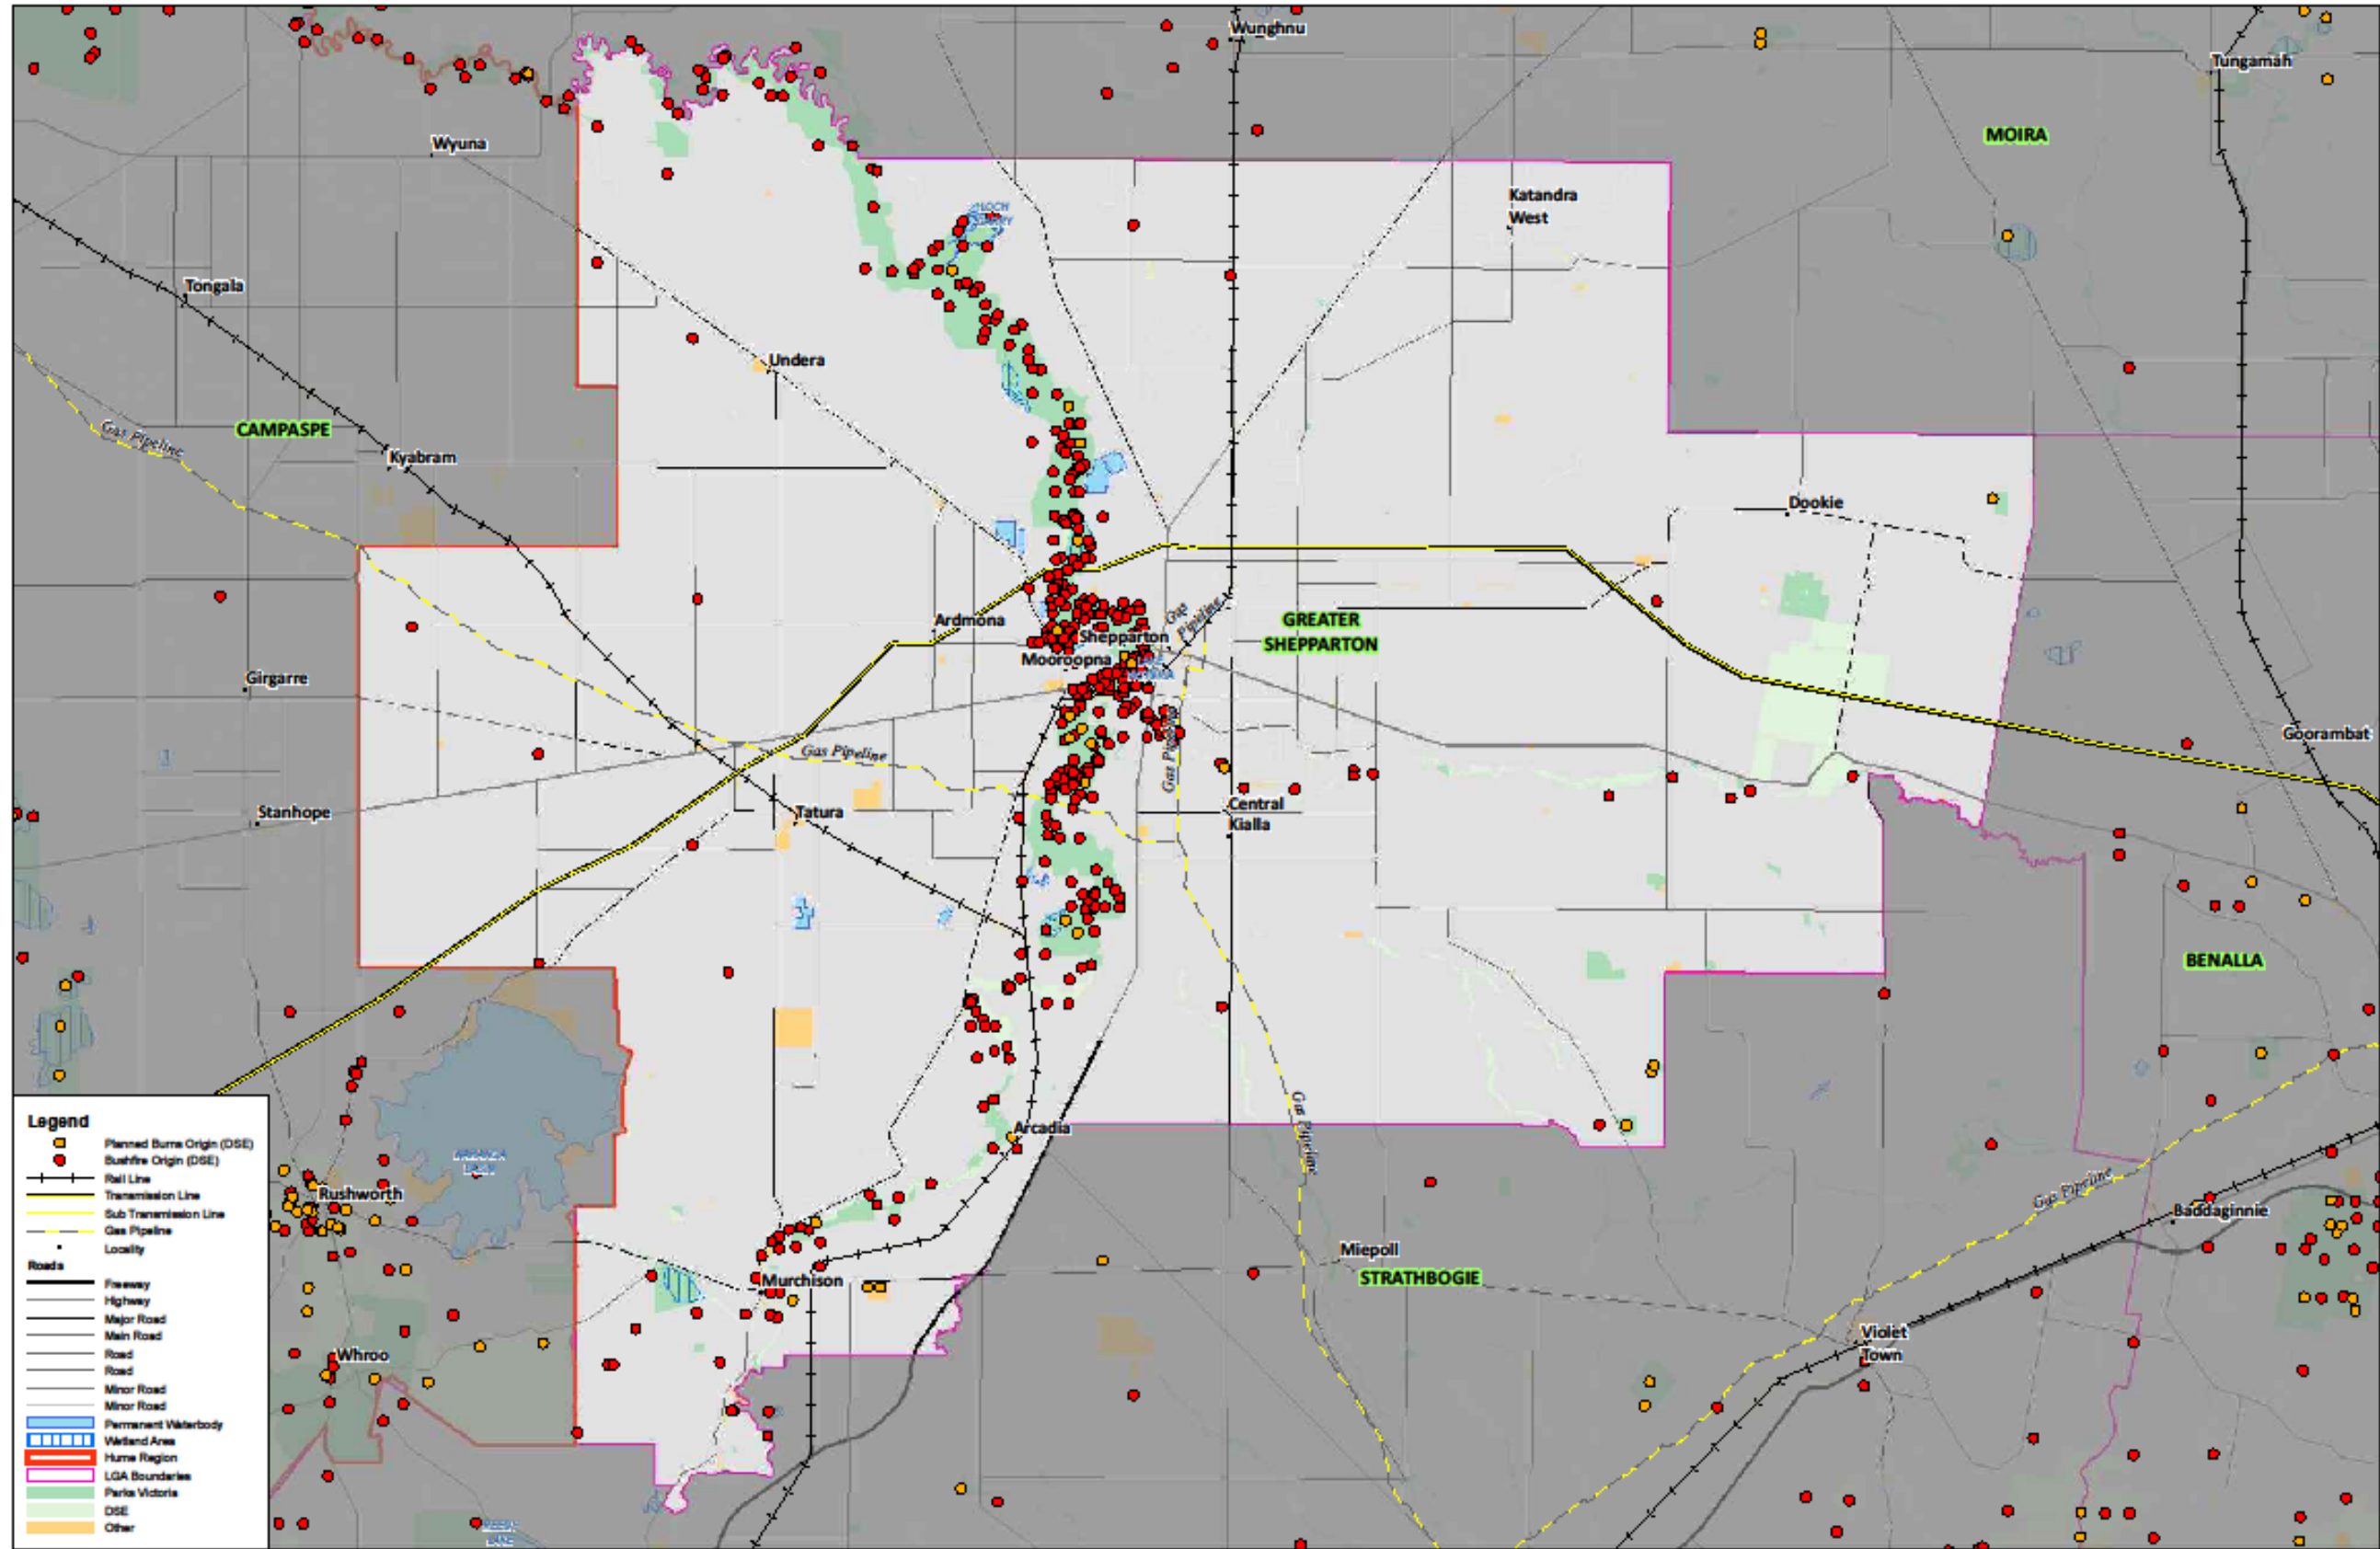 Wunghnu
Tungamah
MOIRA
Wyuna
Katandra
West
Tongala
Undera
CAMPASPE
Gas Pipeline
Kyabram
Dookie
Ardmona
Gas
Pipeline
GREATER
SHEPPARTON
Shepparton
Mooroopna
Girgarre
Goorambat
Gas Pipeline
Gas Pipeline
Stanhope
Tatura
Central
Kialla
BENALLA
Gas Pipeline
Arcadia
Rushworth
Gas Pipeline
Baddaginnie
Miepoll
STRATHBOGIE
Murchison
Violet
Town
Whroo
Legend
Planned Burns Origin (DSE)
Bushfire Origin (DSE)
Rail Line
Transmission Line
Sub Transmission Line
Gas Pipeline
Locality
Roads
Freeway
Highway
Major Road
Main Road
Road
Road
Minor Road
Minor Road
Permanent Waterbody
Wetland Area
Hume Region
LGA Boundaries
Parks Victoria
DSE
Other